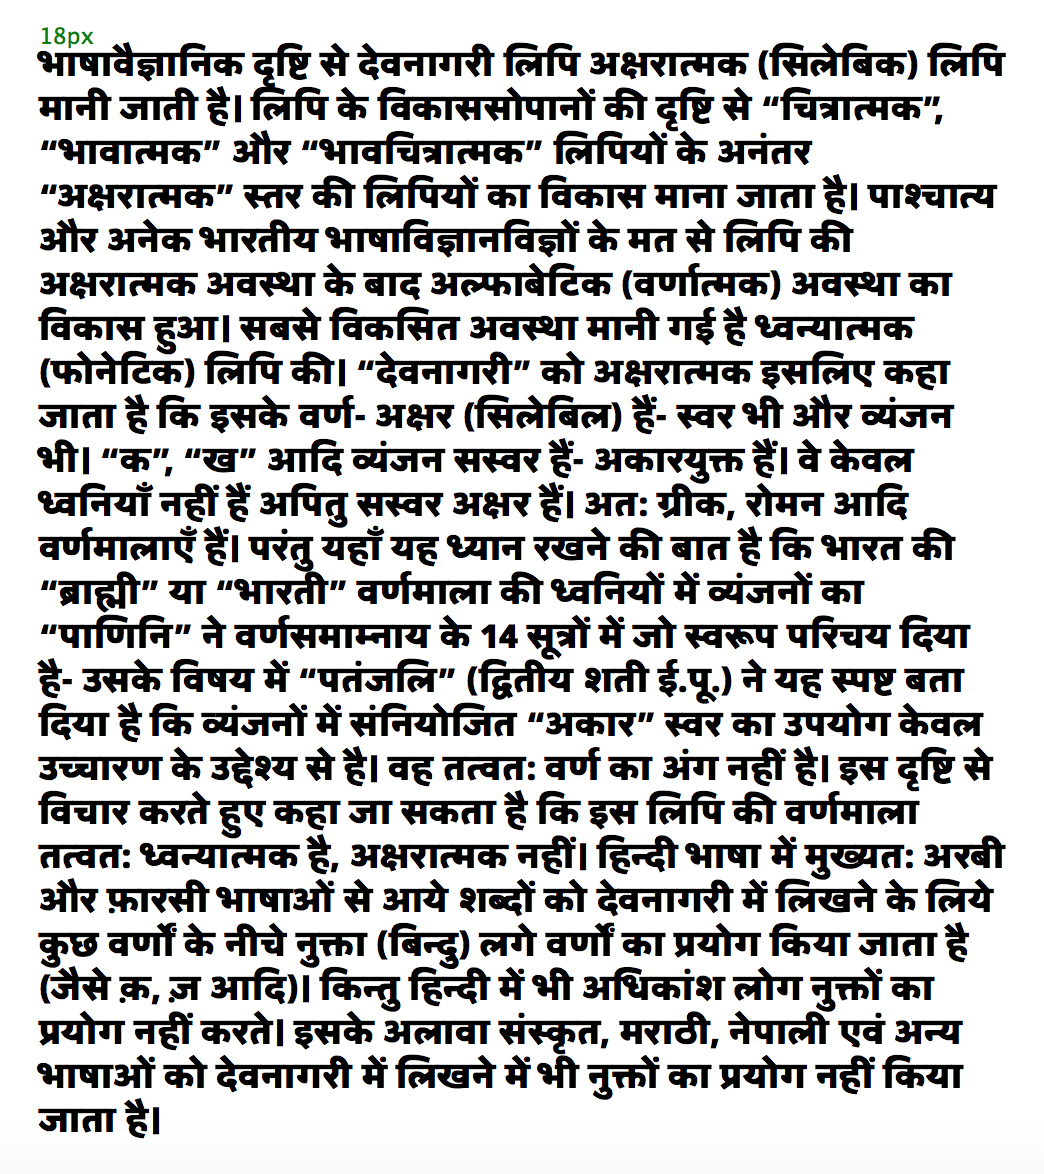 18px
भाषावैज्ञानिक दृष्टि से देवनागरी लिपि अक्षरात्मक (सिलेबिक) लिपि
मानी जाती है। लिपि के विकाससोपानों की दृष्टि से “चित्रात्मक”,
“भावात्मक” और “भावचित्रात्मक” लिपियों के अनंतर
“अक्षरात्मक” स्तर की लिपियों का विकास माना जाता है। पाश्चात्य
और अनेक भारतीय भाषाविज्ञानविज्ञों के मत से लिपि की
अक्षरात्मक अवस्था के बाद अल्फाबेटिक (वर्णात्मक) अवस्था का
विकास हुआ। सबसे विकसित अवस्था मानी गई है ध्वन्यात्मक
(फोनेटिक) लिपि की। “देवनागरी” को अक्षरात्मक इसलिए कहा
जाता है कि इसके वर्ण- अक्षर (सिलेबिल) हैं- स्वर भी और व्यंजन
भी। “क”, “ख” आदि व्यंजन सस्वर हैं- अकारयुक्त हैं। वे केवल
ध्वनियाँ नहीं हैं अपितु सस्वर अक्षर हैं। अत: ग्रीक, रोमन आदि
वर्णमालाएँ हैं। परंतु यहाँ यह ध्यान रखने की बात है कि भारत की
“ब्राह्मी” या “भारती” वर्णमाला की ध्वनियों में व्यंजनों का
“पाणिनि” ने वर्णसमाम्नाय के 14 सूत्रों में जो स्वरूप परिचय दिया
है- उसके विषय में “पतंजलि” (द्वितीय शती ई.पू.) ने यह स्पष्ट बता
दिया है कि व्यंजनों में संनियोजित “अकार” स्वर का उपयोग केवल
उच्चारण के उद्देश्य से है। वह तत्वत: वर्ण का अंग नहीं है। इस दृष्टि से
विचार करते हुए कहा जा सकता है कि इस लिपि की वर्णमाला
तत्वत: ध्वन्यात्मक है, अक्षरात्मक नहीं। हिन्दी भाषा में मुख्यत: अरबी
और फ़ारसी भाषाओं से आये शब्दों को देवनागरी में लिखने के लिये
कुछ वर्णों के नीचे नुक्ता (बिन्दु) लगे वर्णों का प्रयोग किया जाता है
(जैसे क़, ज़ आदि)। किन्तु हिन्दी में भी अधिकांश लोग नुक्तों का
प्रयोग नहीं करते। इसके अलावा संस्कृत, मराठी, नेपाली एवं अन्य
भाषाओं को देवनागरी में लिखने में भी नुक्तों का प्रयोग नहीं किया
जाता है।